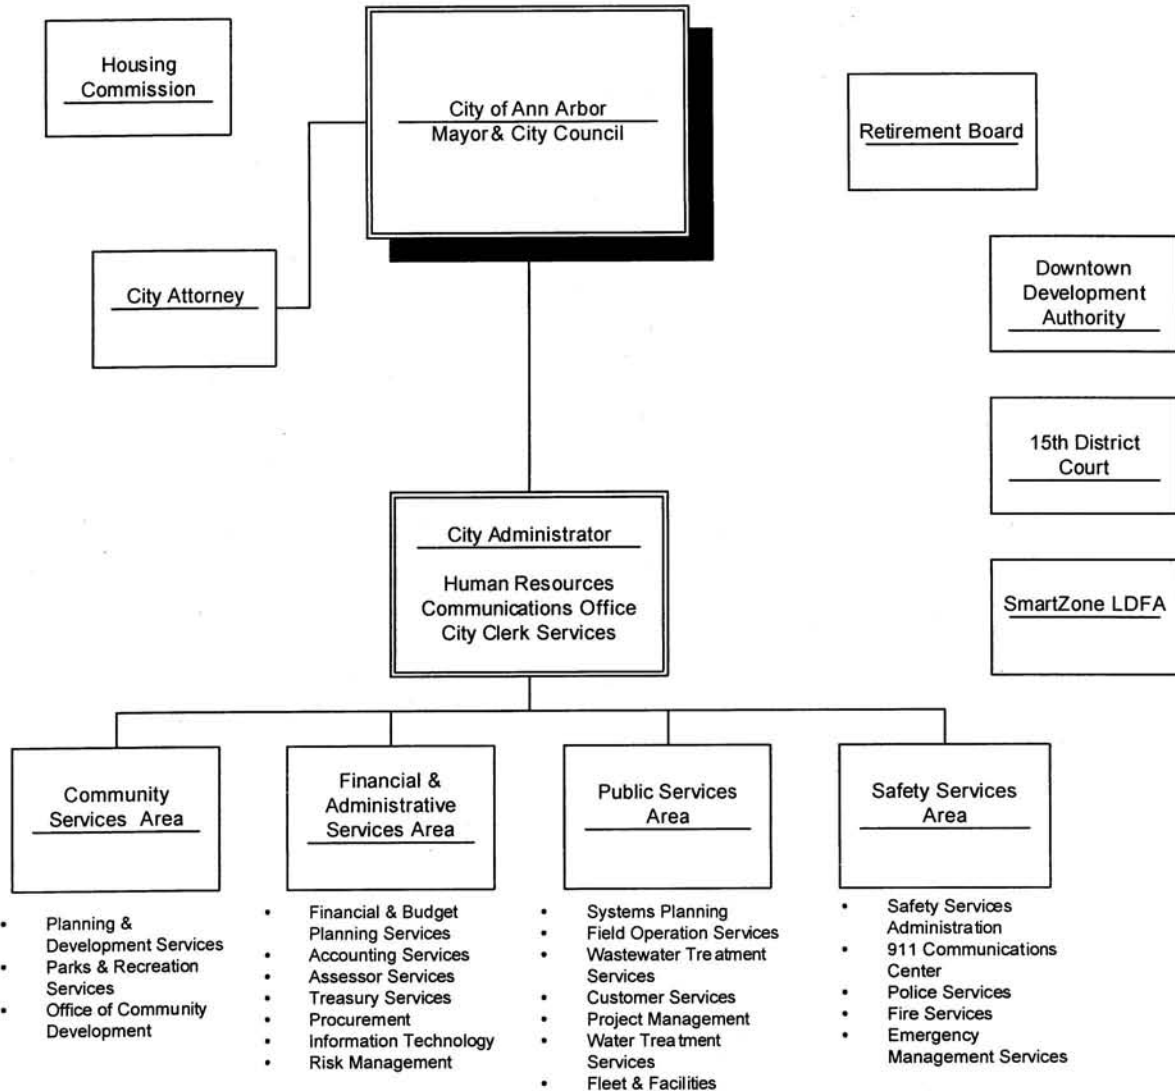 Housing
Commission
City of Ann Arbor
Mayor & City Council
Retirement Board
City Attorney
Downtown
Development
Authority
15th District
Court
City Administrator
Human Resources
Communications Office
City Clerk Services
SmartZone LDFA
Community
Services Area
Financial &
Administrative
Services Area
Public Services
Area
Safety Services
Area
• Planning &
Development Services
• Parks & Recreation
Services
• Office of Community
Development
• Financial & Budget
Planning Services
• Accounting Services
• Assessor Services
• Treasury Services
• Procurement
• Information Technology
• Risk Management
• Systems Planning
• Field Operation Services
• Wastewater Treatment
Services
• Customer Services
• Project Management
• Water Treatment
Services
• Fleet & Facilities
• Safety Services
Administration
• 911 Communications
Center
• Police Services
• Fire Services
• Emergency
Management Services